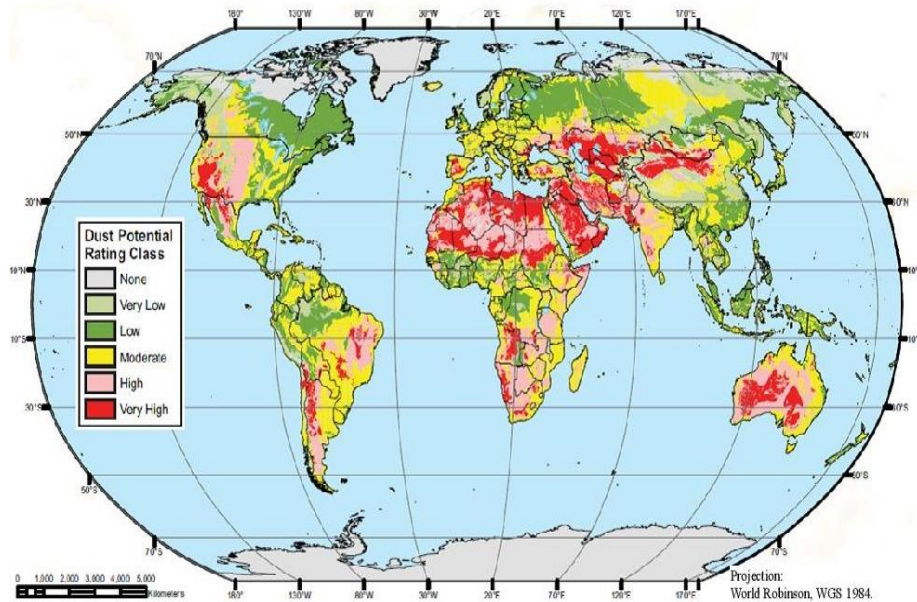 180° 130°W 80°W 30°W 20°E 70°E 120°E 170°E
70°N 70°N
50°N 50°N
30°N 30°N
Dust Potential
Rating Class
None
Very Low
Low
Moderate
High
Very High
10°N 10°N
10°S 10°S
30°S 30°S
50°S 50°S
70°S 70°S
0 1,000 2,000 3,000 4,000 5,000
Kilometers
180° 130°W 80°W 30°W 20°E 70°E 120°E 170°E
Projection:
World Robinson, WGS 1984.